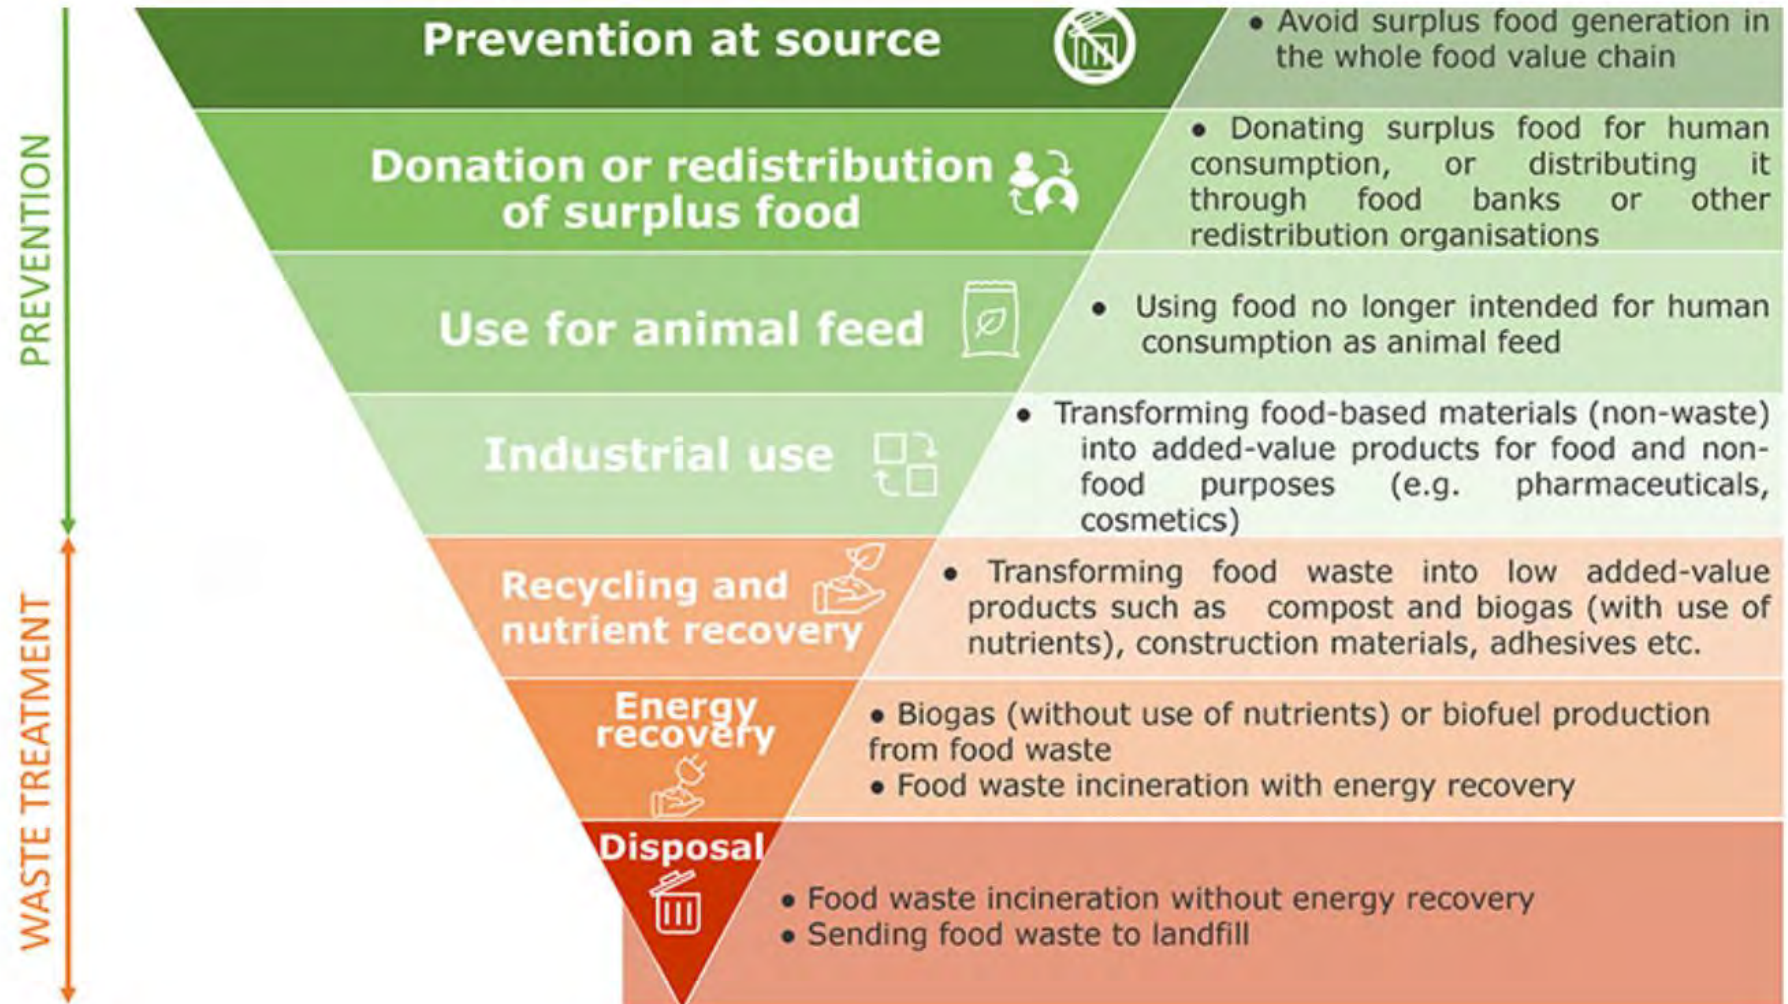 PREVENTION
WASTE TREATMENT
Prevention at source
• Avoid surplus food generation in
the whole food value chain
Donation or redistribution
of surplus food
• Donating surplus food for human
consumption, or distributing it
through food banks or other
redistribution organisations
Use for animal feed
• Using food no longer intended for human
consumption as animal feed
Industrial use
• Transforming food-based materials (non-waste)
into added-value products for food and non-
food purposes (e.g. pharmaceuticals,
cosmetics)
Recycling and
nutrient recovery
• Transforming food waste into low added-value
products such as compost and biogas (with use of
nutrients), construction materials, adhesives etc.
Energy
recovery
• Biogas (without use of nutrients) or biofuel production
from food waste
• Food waste incineration with energy recovery
Disposal
• Food waste incineration without energy recovery
• Sending food waste to landfill